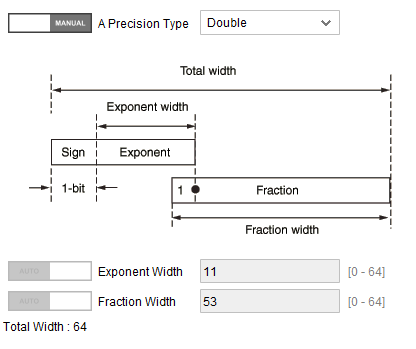 MANUAL A Precision Type Double
Total width
Exponent width
Sign Exponent
1-bit
1 Fraction
Fraction width
AUTO Exponent Width 11 [0 - 64]
AUTO Fraction Width 53 [0 - 64]
Total Width : 64